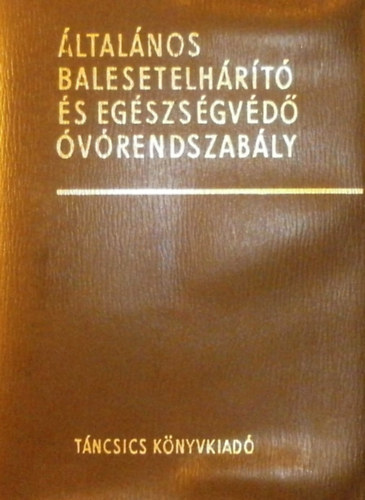 ÁLTALÁNOS
BALESETELHÁRÍTÓ
ÉS EGÉSZSÉGVÉDŐ
ÓVÓRENDSZABÁLY
TÁNCSICS KÖNYVKIADÓ